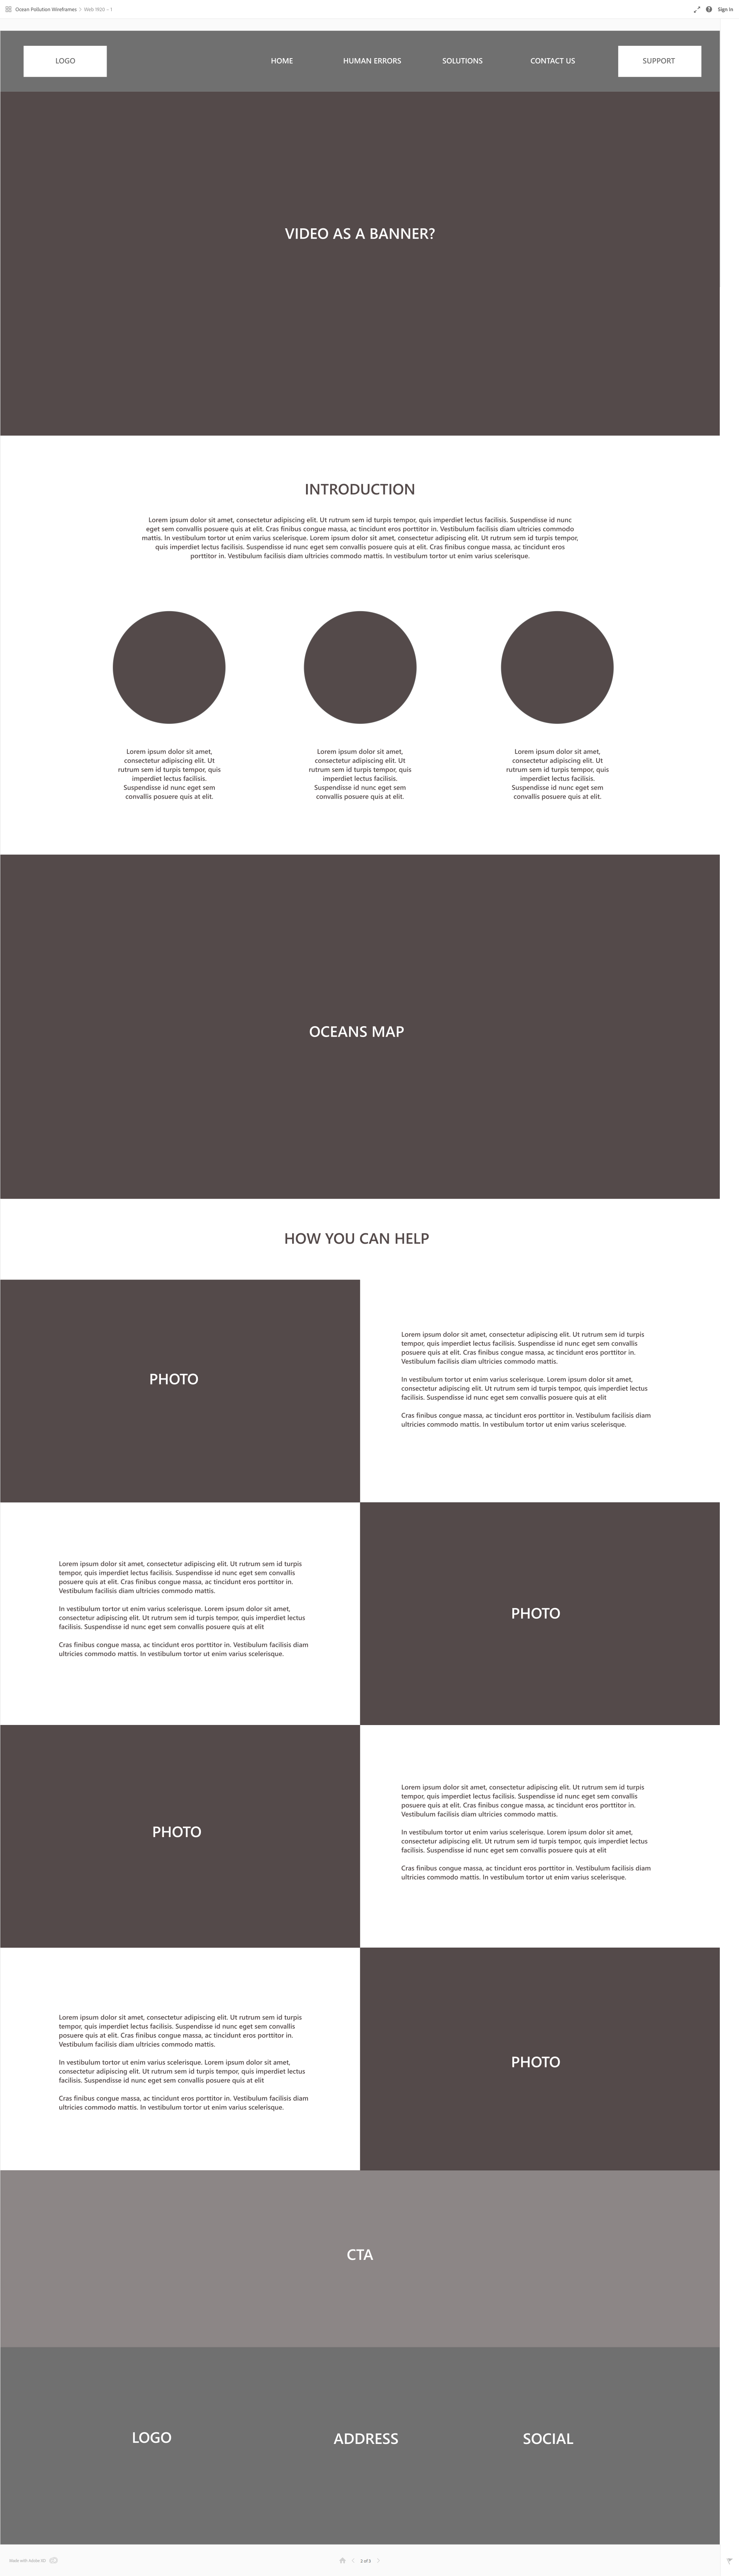 Ocean Pollution Wireframes > Web 1920 – 1
Sign In
LOGO
HOME
HUMAN ERRORS
SOLUTIONS
CONTACT US
SUPPORT
VIDEO AS A BANNER?
INTRODUCTION
Lorem ipsum dolor sit amet, consectetur adipiscing elit. Ut rutrum sem id turpis tempor, quis imperdiet lectus facilisis. Suspendisse id nunc
eget sem convallis posuere quis at elit. Cras finibus congue massa, ac tincidunt eros porttitor in. Vestibulum facilisis diam ultricies commodo
mattis. In vestibulum tortor ut enim varius scelerisque. Lorem ipsum dolor sit amet, consectetur adipiscing elit. Ut rutrum sem id turpis tempor,
quis imperdiet lectus facilisis. Suspendisse id nunc eget sem convallis posuere quis at elit. Cras finibus congue massa, ac tincidunt eros
porttitor in. Vestibulum facilisis diam ultricies commodo mattis. In vestibulum tortor ut enim varius scelerisque.
Lorem ipsum dolor sit amet,
consectetur adipiscing elit. Ut
rutrum sem id turpis tempor, quis
imperdiet lectus facilisis.
Suspendisse id nunc eget sem
convallis posuere quis at elit.
Lorem ipsum dolor sit amet,
consectetur adipiscing elit. Ut
rutrum sem id turpis tempor, quis
imperdiet lectus facilisis.
Suspendisse id nunc eget sem
convallis posuere quis at elit.
Lorem ipsum dolor sit amet,
consectetur adipiscing elit. Ut
rutrum sem id turpis tempor, quis
imperdiet lectus facilisis.
Suspendisse id nunc eget sem
convallis posuere quis at elit.
OCEANS MAP
HOW YOU CAN HELP
PHOTO
Lorem ipsum dolor sit amet, consectetur adipiscing elit. Ut rutrum sem id turpis
tempor, quis imperdiet lectus facilisis. Suspendisse id nunc eget sem convallis
posuere quis at elit. Cras finibus congue massa, ac tincidunt eros porttitor in.
Vestibulum facilisis diam ultricies commodo mattis.
In vestibulum tortor ut enim varius scelerisque. Lorem ipsum dolor sit amet,
consectetur adipiscing elit. Ut rutrum sem id turpis tempor, quis imperdiet lectus
facilisis. Suspendisse id nunc eget sem convallis posuere quis at elit
Cras finibus congue massa, ac tincidunt eros porttitor in. Vestibulum facilisis diam
ultricies commodo mattis. In vestibulum tortor ut enim varius scelerisque.
Lorem ipsum dolor sit amet, consectetur adipiscing elit. Ut rutrum sem id turpis
tempor, quis imperdiet lectus facilisis. Suspendisse id nunc eget sem convallis
posuere quis at elit. Cras finibus congue massa, ac tincidunt eros porttitor in.
Vestibulum facilisis diam ultricies commodo mattis.
In vestibulum tortor ut enim varius scelerisque. Lorem ipsum dolor sit amet,
consectetur adipiscing elit. Ut rutrum sem id turpis tempor, quis imperdiet lectus
facilisis. Suspendisse id nunc eget sem convallis posuere quis at elit
Cras finibus congue massa, ac tincidunt eros porttitor in. Vestibulum facilisis diam
ultricies commodo mattis. In vestibulum tortor ut enim varius scelerisque.
PHOTO
PHOTO
Lorem ipsum dolor sit amet, consectetur adipiscing elit. Ut rutrum sem id turpis
tempor, quis imperdiet lectus facilisis. Suspendisse id nunc eget sem convallis
posuere quis at elit. Cras finibus congue massa, ac tincidunt eros porttitor in.
Vestibulum facilisis diam ultricies commodo mattis.
In vestibulum tortor ut enim varius scelerisque. Lorem ipsum dolor sit amet,
consectetur adipiscing elit. Ut rutrum sem id turpis tempor, quis imperdiet lectus
facilisis. Suspendisse id nunc eget sem convallis posuere quis at elit
Cras finibus congue massa, ac tincidunt eros porttitor in. Vestibulum facilisis diam
ultricies commodo mattis. In vestibulum tortor ut enim varius scelerisque.
Lorem ipsum dolor sit amet, consectetur adipiscing elit. Ut rutrum sem id turpis
tempor, quis imperdiet lectus facilisis. Suspendisse id nunc eget sem convallis
posuere quis at elit. Cras finibus congue massa, ac tincidunt eros porttitor in.
Vestibulum facilisis diam ultricies commodo mattis.
In vestibulum tortor ut enim varius scelerisque. Lorem ipsum dolor sit amet,
consectetur adipiscing elit. Ut rutrum sem id turpis tempor, quis imperdiet lectus
facilisis. Suspendisse id nunc eget sem convallis posuere quis at elit
Cras finibus congue massa, ac tincidunt eros porttitor in. Vestibulum facilisis diam
ultricies commodo mattis. In vestibulum tortor ut enim varius scelerisque.
PHOTO
CTA
LOGO
ADDRESS
SOCIAL
Made with Adobe XD
2 of 3